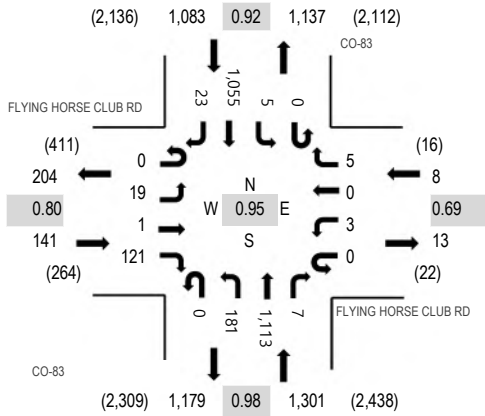 (2,136) 1,083 0.92 1,137 (2,112)
CO-83
FLYING HORSE CLUB RD
23 1,055 5 0
(411) (16)
204 0 5 8
0.80 19 N 0 0.69
W 0.95 E
141 1 S 3 13
(264) 121 0 (22)
0 181 1,113 7
FLYING HORSE CLUB RD
CO-83
(2,309) 1,179 0.98 1,301 (2,438)